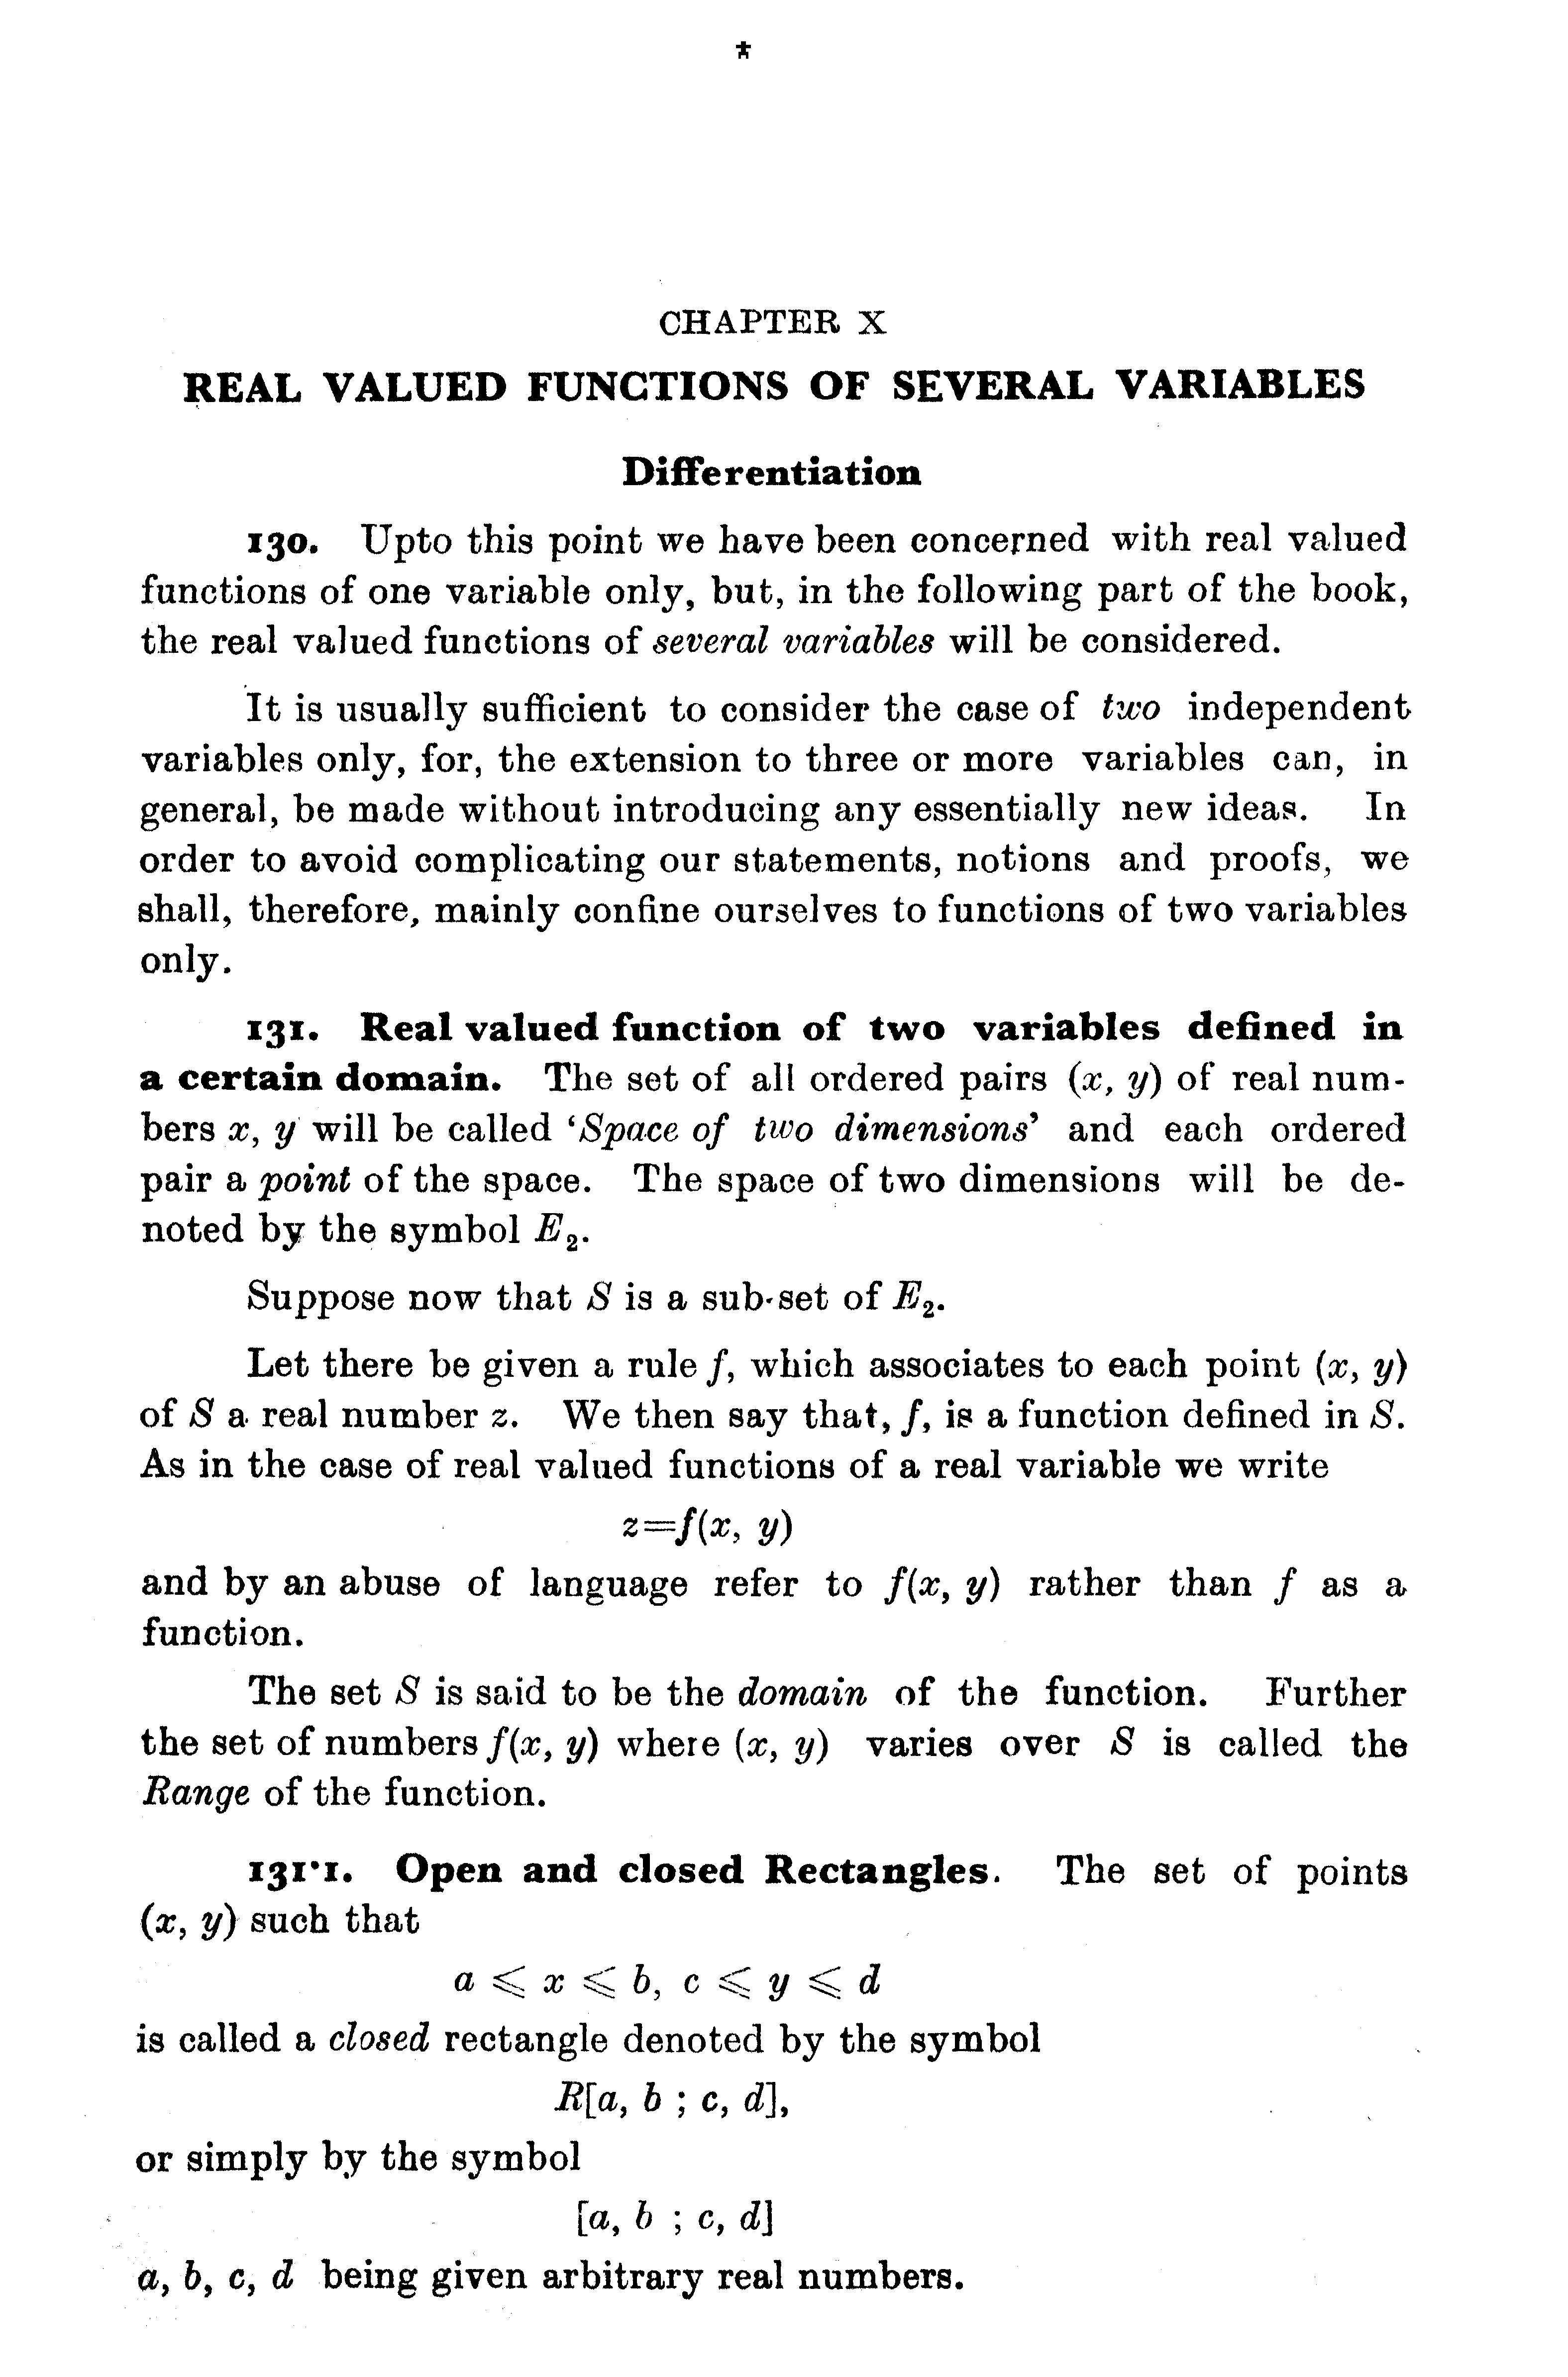 *
CHAPTER X
REAL VALUED FUNCTIONS OF SEVERAL VARIABLES
Differentiation
130. Upto this point we have been concerned with real valued
functions of one variable only, but, in the following part of the book,
the real valued functions of several variables will be considered.
It is usually sufficient to consider the case of two independent
variables only, for, the extension to three or more variables can, in
general, be made without introducing any essentially new ideas. In
order to avoid complicating our statements, notions and proofs, we
shall, therefore, mainly confine ourselves to functions of two variables
only.
131. Real valued function of two variables defined in
a certain domain. The set of all ordered pairs (x, y) of real num-
bers x, y will be called ‘Space of two dimensions’ and each ordered
pair a point of the space. The space of two dimensions will be de-
noted by the symbol E₂.
Suppose now that S is a sub-set of E₂.
Let there be given a rule f, which associates to each point (x, y)
of S a real number z. We then say that, f, is a function defined in S.
As in the case of real valued functions of a real variable we write
z=f(x, y)
and by an abuse of language refer to f(x, y) rather than f as a
function.
The set S is said to be the domain of the function. Further
the set of numbers f(x, y) where (x, y) varies over S is called the
Range of the function.
131·1. Open and closed Rectangles. The set of points
(x, y) such that
a ⩽ x ⩽ b, c ⩽ y ⩽ d
is called a closed rectangle denoted by the symbol
R[a, b ; c, d],
or simply by the symbol
[a, b ; c, d]
a, b, c, d being given arbitrary real numbers.